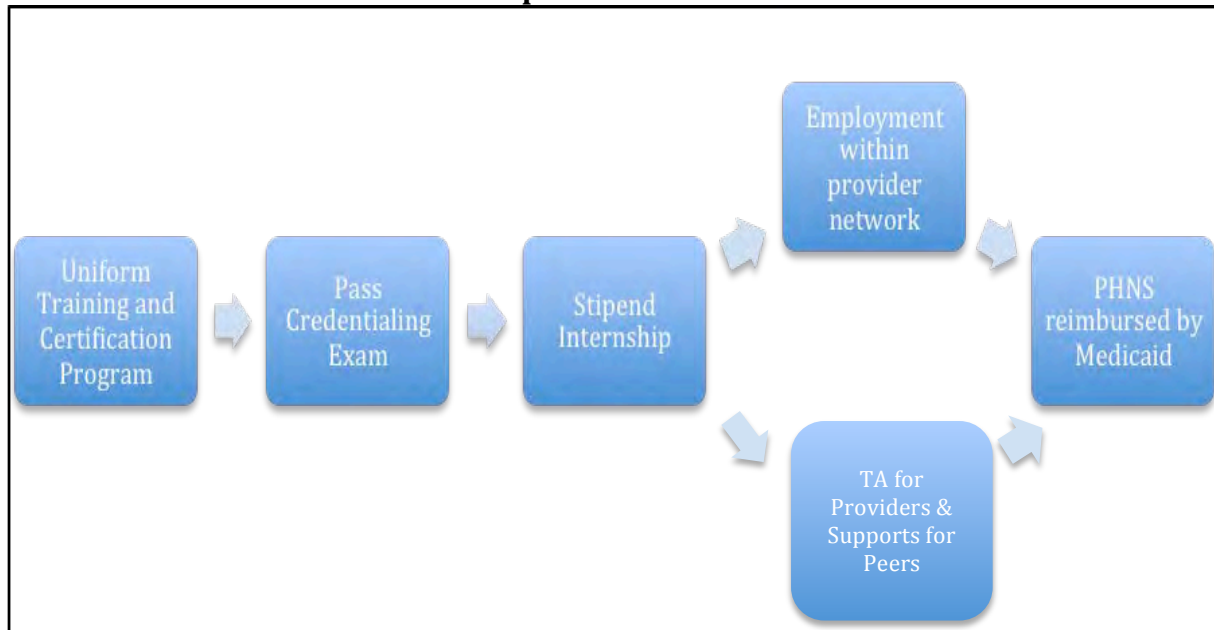 Uniform
Training and
Certification
Program
Pass
Credentialing
Exam
Stipend
Internship
Employment
within
provider
network
TA for
Providers &
Supports for
Peers
PHNS
reimbursed by
Medicaid